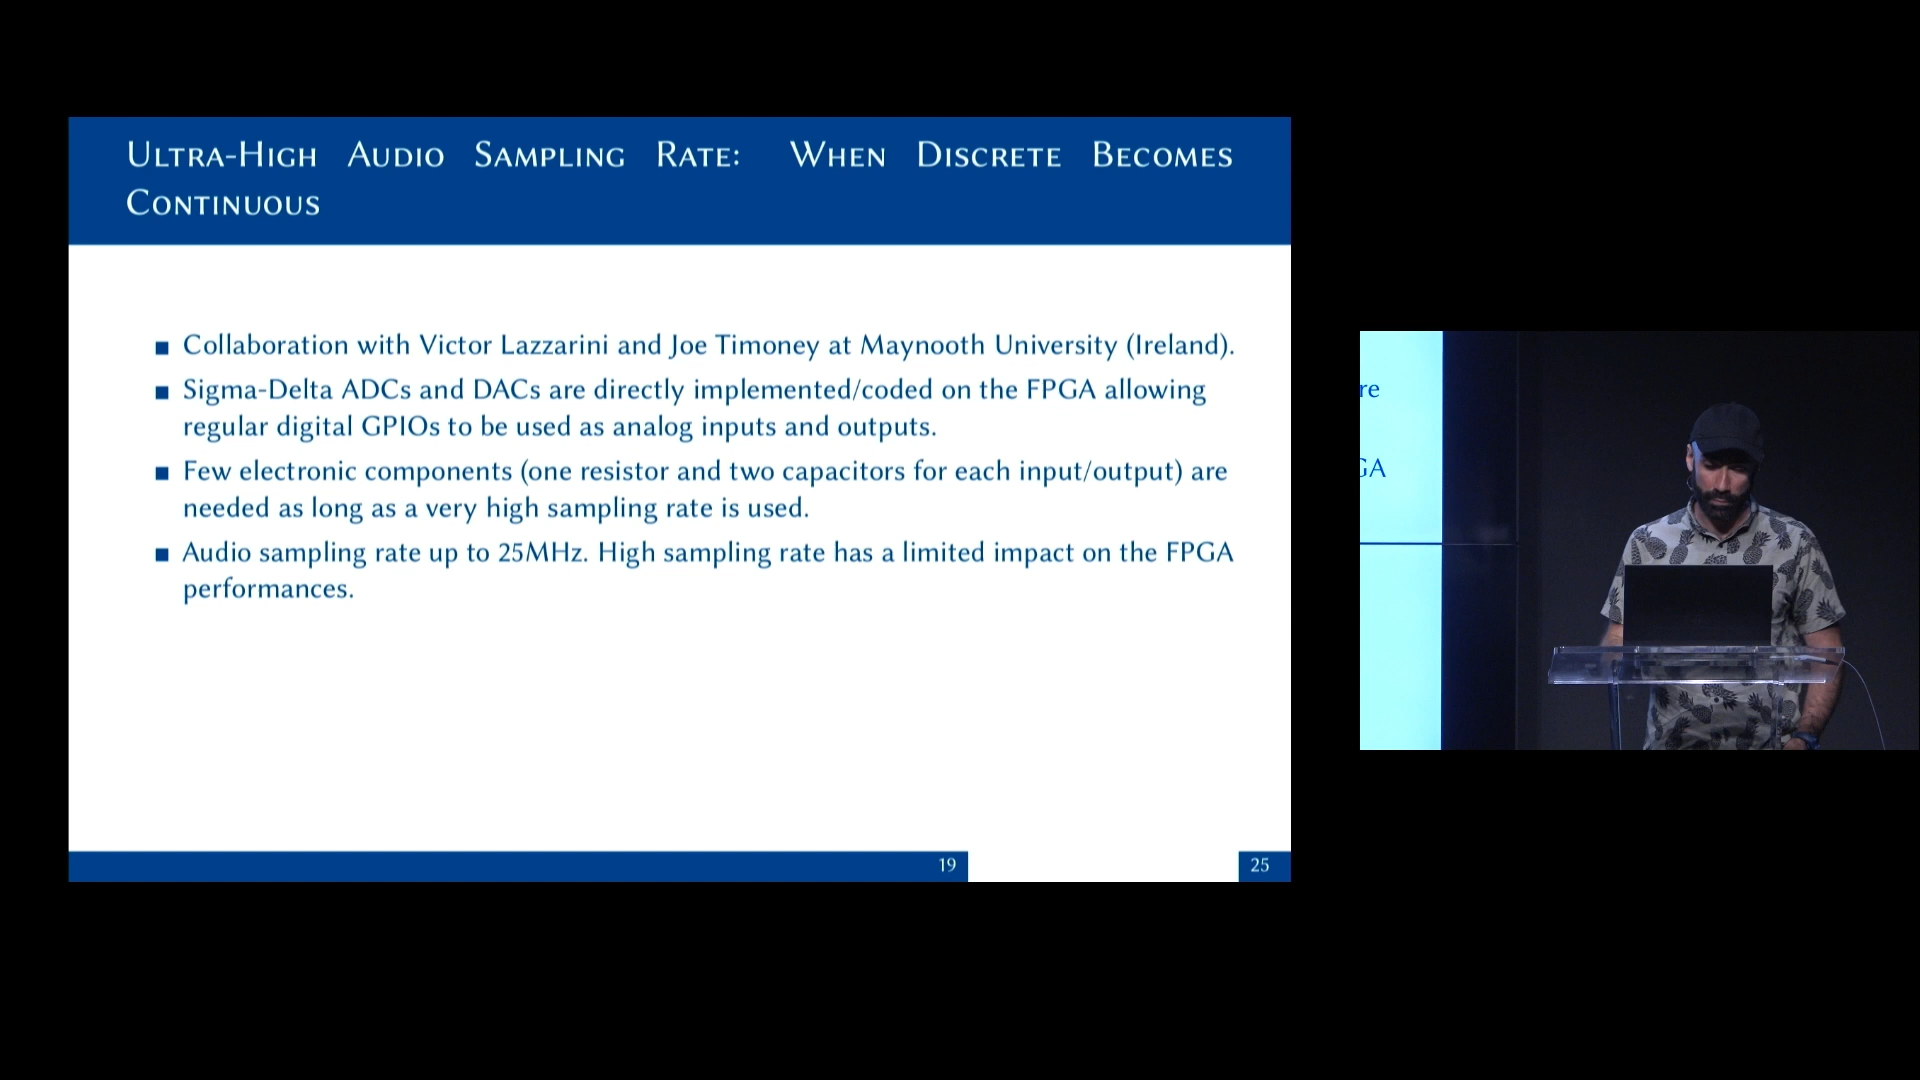 Ultra-High Audio Sampling Rate: When Discrete Becomes
Continuous
Collaboration with Victor Lazzarini and Joe Timoney at Maynooth University (Ireland).
Sigma-Delta ADCs and DACs are directly implemented/coded on the FPGA allowing
regular digital GPIOs to be used as analog inputs and outputs.
Few electronic components (one resistor and two capacitors for each input/output) are
needed as long as a very high sampling rate is used.
Audio sampling rate up to 25MHz. High sampling rate has a limited impact on the FPGA
performances.
19
25
re
GA